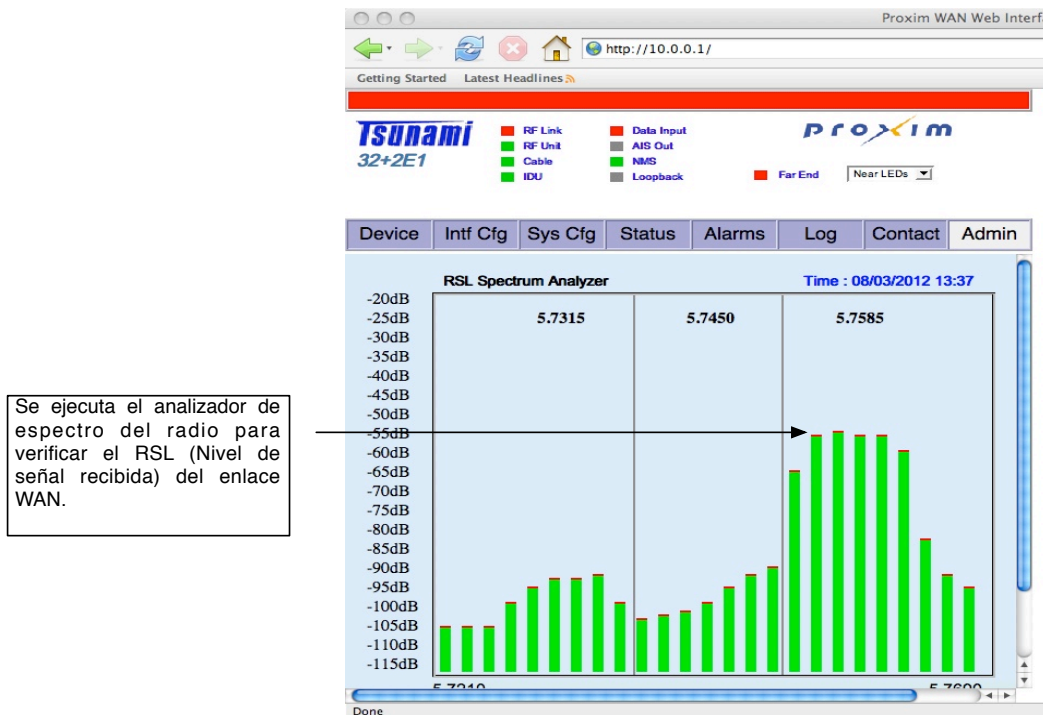 Proxim WAN Web Interf
http://10.0.0.1/
Getting Started Latest Headlines
Tsunami
32+2E1
RF Link
RF Unit
Cable
IDU
Data Input
AIS Out
NMS
Loopback
Far End
Near LEDs
proxim
Device Intf Cfg Sys Cfg Status Alarms Log Contact Admin
RSL Spectrum Analyzer Time : 08/03/2012 13:37
5.7315 5.7450 5.7585
-20dB
-25dB
-30dB
-35dB
-40dB
-45dB
-50dB
-55dB
-60dB
-65dB
-70dB
-75dB
-80dB
-85dB
-90dB
-95dB
-100dB
-105dB
-110dB
-115dB
Se ejecuta el analizador de
espectro del radio para
verificar el RSL (Nivel de
señal recibida) del enlace
WAN.
Done